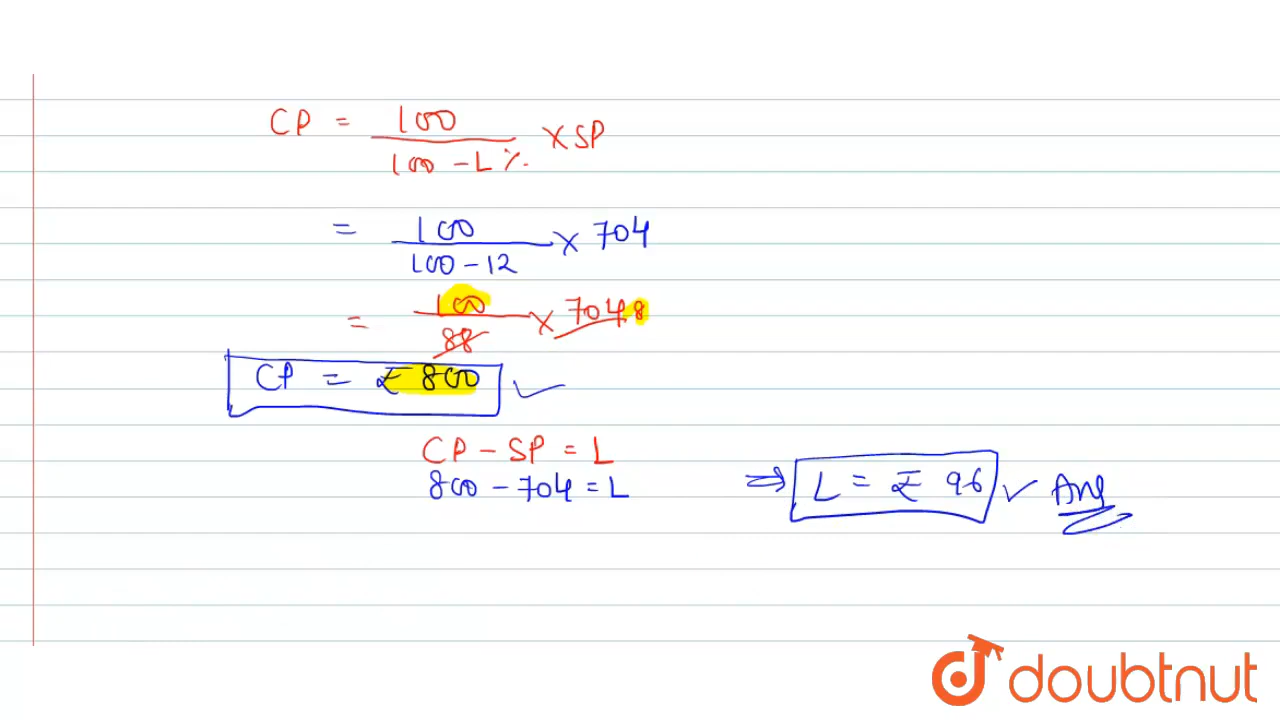 CP = 100 / 100 - L% × SP
= 100 / 100 - 12 × 704
= 100 / 88 × 704 8
CP = ₹ 800 ✓
CP - SP = L
800 - 704 = L ⇒ L = ₹ 96 ✓ Ans
doubtnut